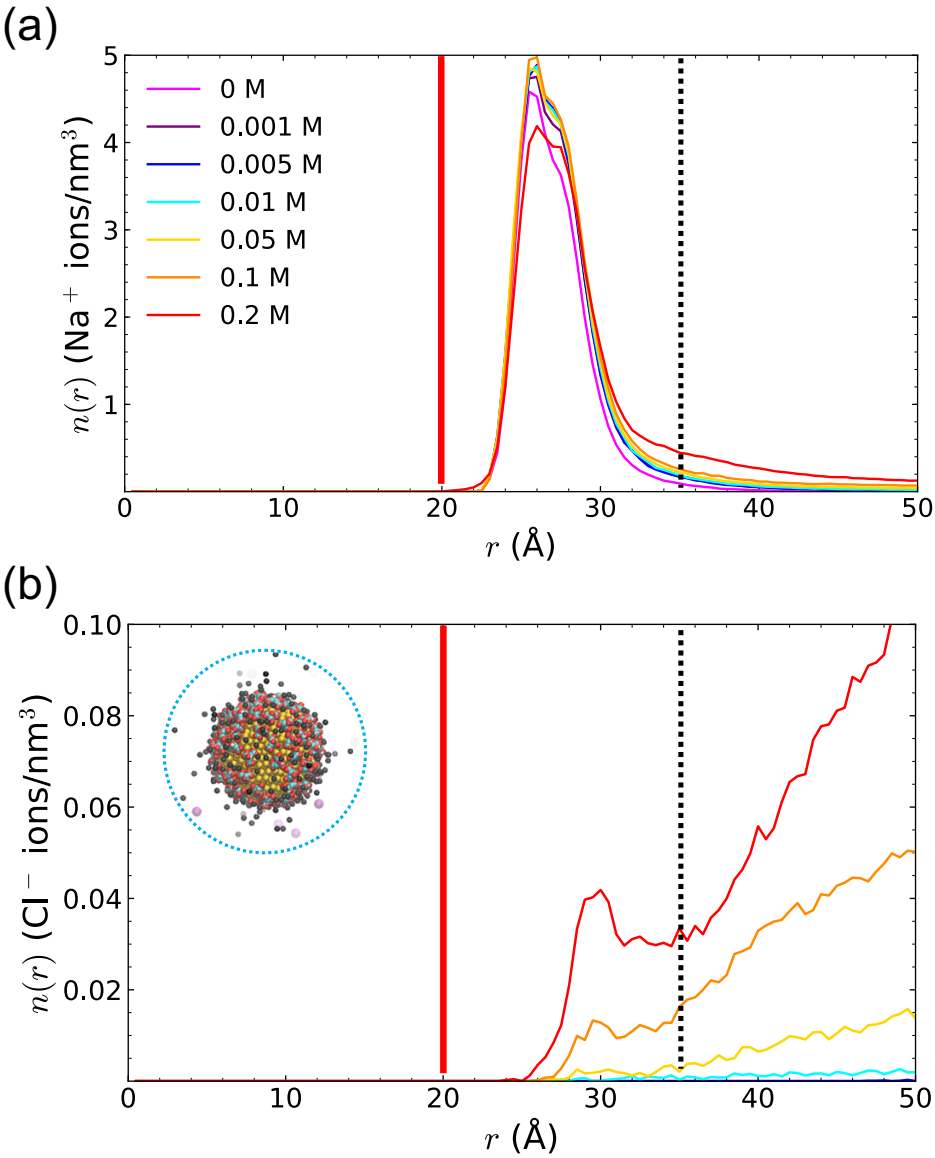 (a)
5
4
3
2
1
n(r) (Na⁺ ions/nm³)
0 M
0.001 M
0.005 M
0.01 M
0.05 M
0.1 M
0.2 M
0 10 20 30 40 50
r (Å)
(b)
0.10
0.08
0.06
0.04
0.02
n(r) (Cl⁻ ions/nm³)
0 10 20 30 40 50
r (Å)